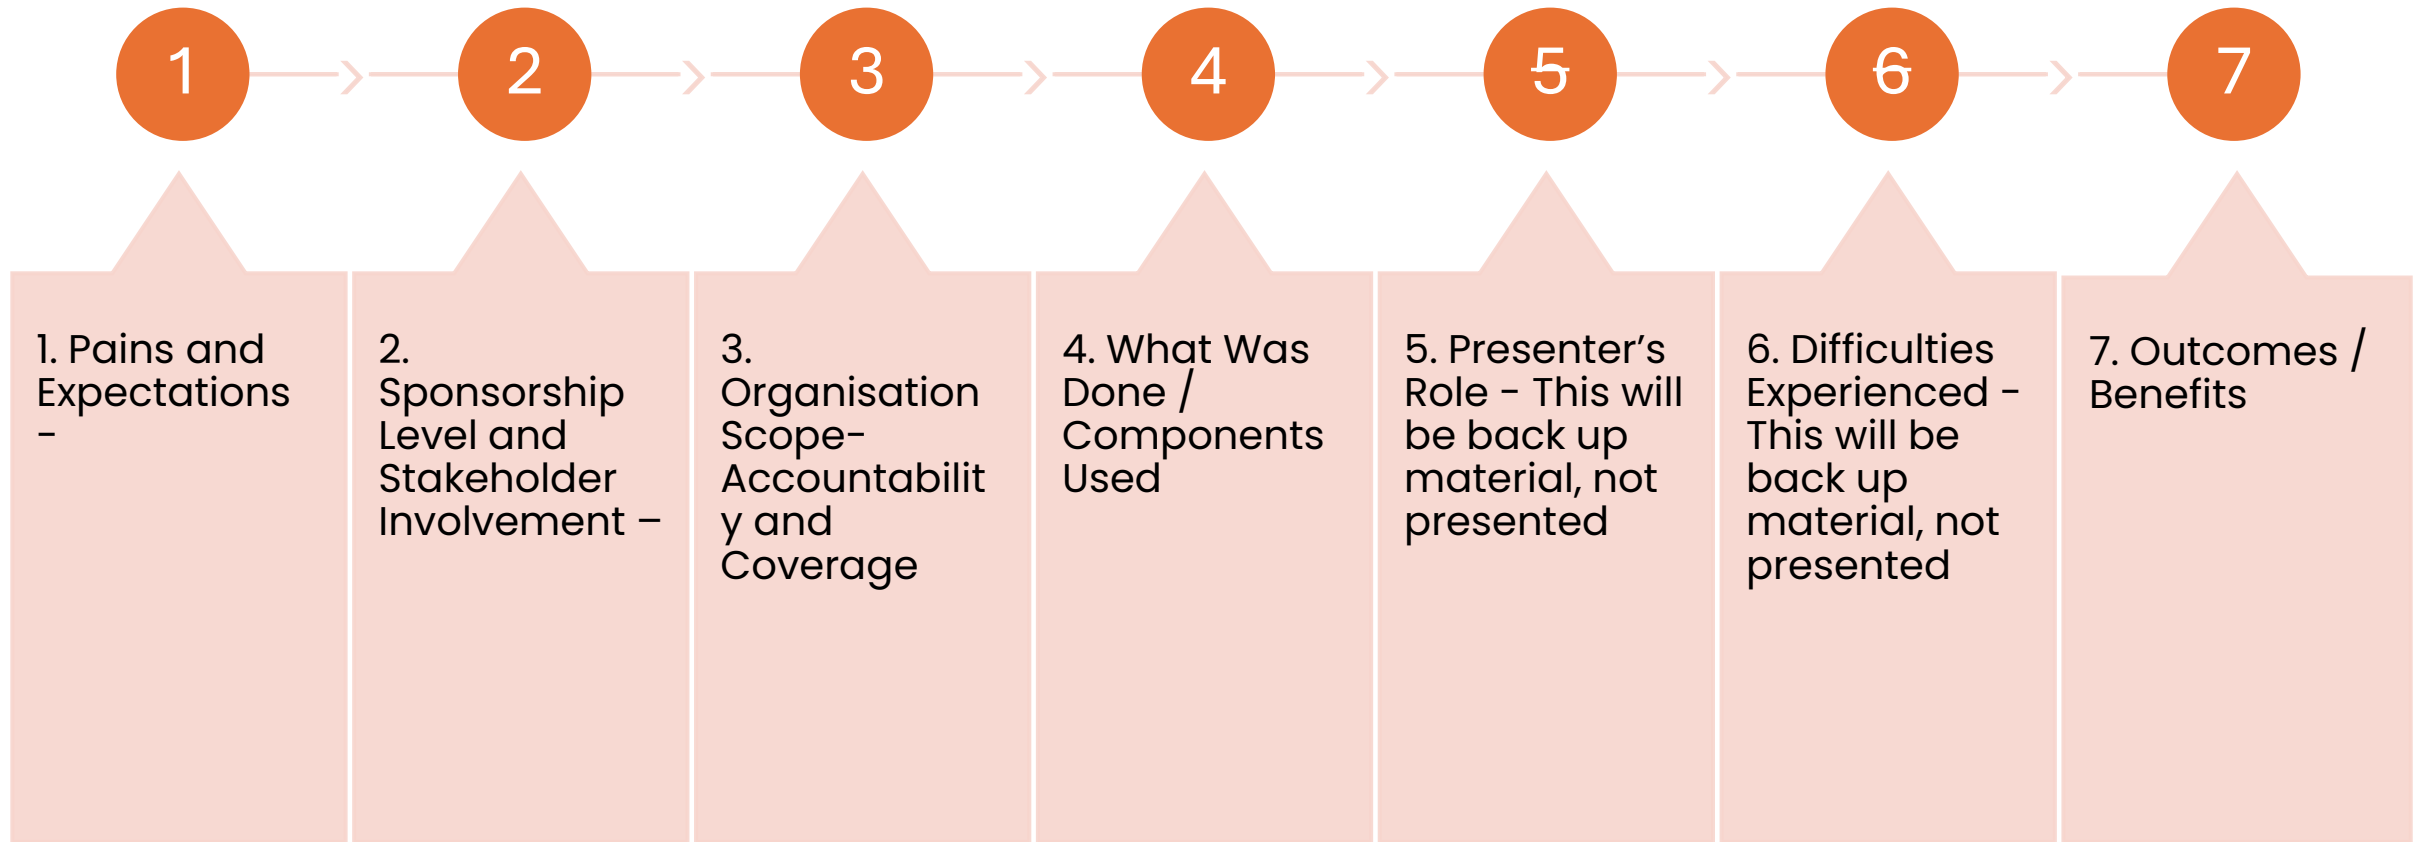 1
2
3
4
5
6
7
1. Pains and
Expectations
-
2.
Sponsorship
Level and
Stakeholder
Involvement –
3.
Organisation
Scope-
Accountabilit
y and
Coverage
4. What Was
Done /
Components
Used
5. Presenter’s
Role - This will
be back up
material, not
presented
6. Difficulties
Experienced -
This will be
back up
material, not
presented
7. Outcomes /
Benefits